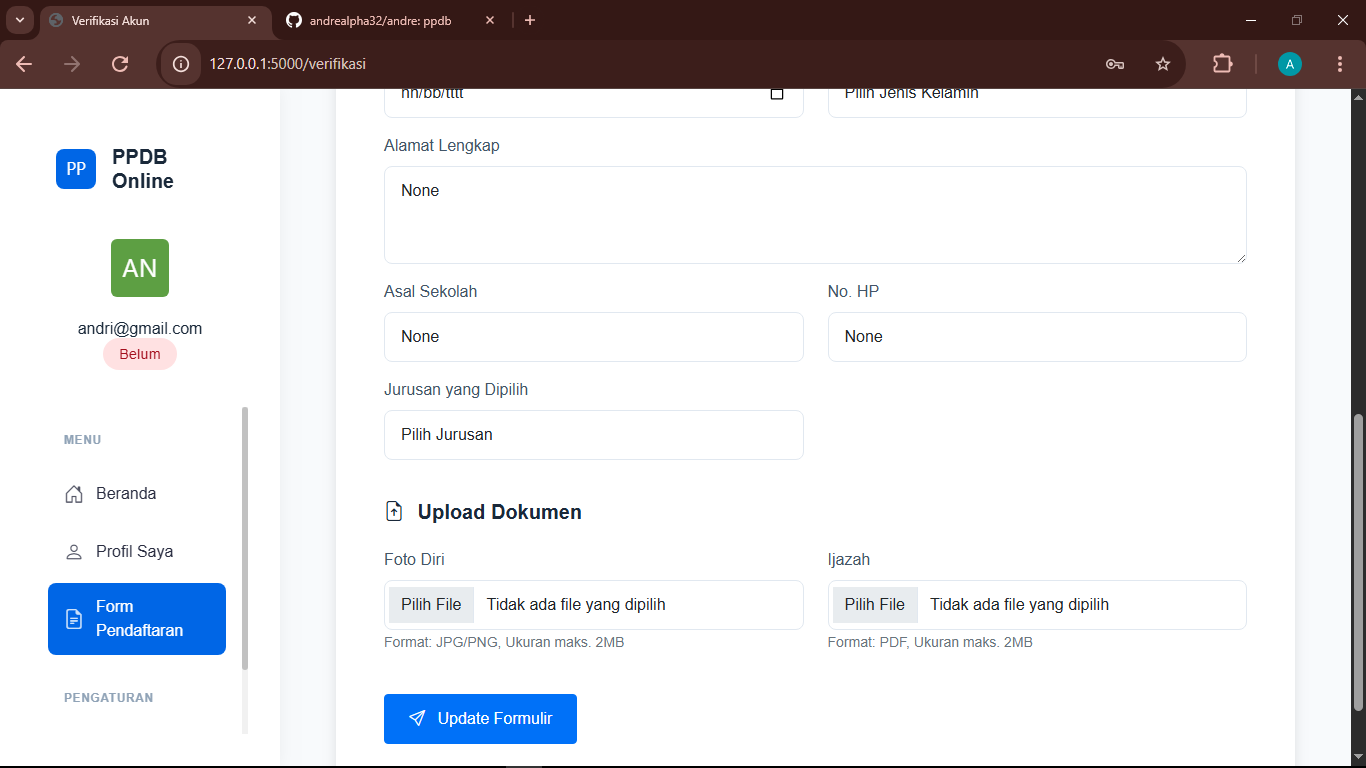 Verifikasi Akun
andrealpha32/andre: ppdb
127.0.0.1:5000/verifikasi
A
PP
PPDB
Online
AN
andri@gmail.com
Belum
MENU
Beranda
Profil Saya
Form
Pendaftaran
PENGATURAN
hh/bb/tttt
Pilih Jenis Kelamin
Alamat Lengkap
None
Asal Sekolah
No. HP
None
None
Jurusan yang Dipilih
Pilih Jurusan
Upload Dokumen
Foto Diri
Ijazah
Pilih File Tidak ada file yang dipilih
Pilih File Tidak ada file yang dipilih
Format: JPG/PNG, Ukuran maks. 2MB
Format: PDF, Ukuran maks. 2MB
Update Formulir